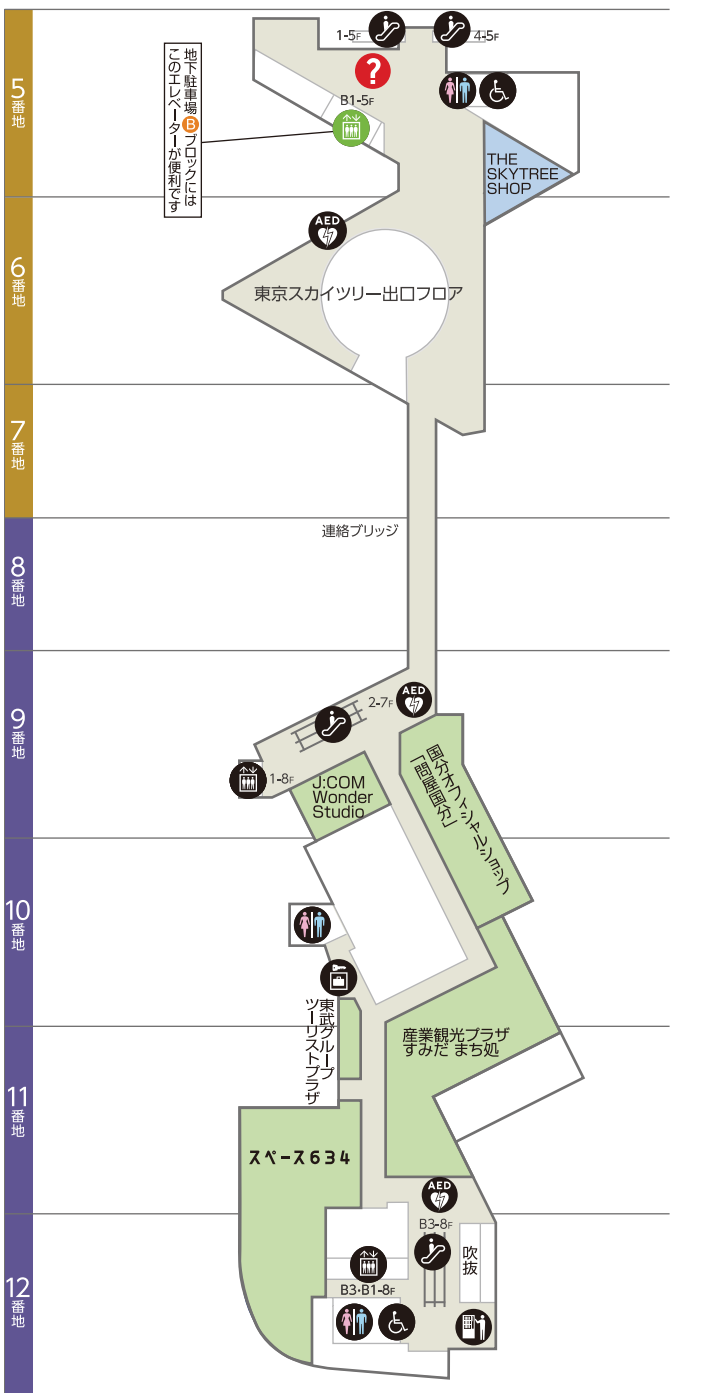 1-5F
4-5F
?
B1-5F
地下駐車場Bブロックには
このエレベーターが便利です
5
番地
THE
SKYTREE
SHOP
AED
6
番地
東京スカイツリー出口フロア
7
番地
連絡ブリッジ
8
番地
9
番地
2-7F
AED
1-8F
J:COM
Wonder
Studio
国分オフィシャルショップ
「問屋国分」
10
番地
東武グループ
ツーリストプラザ
産業観光プラザ
すみだ まち処
11
番地
スペース634
AED
B3-8F
吹抜
12
番地
B3・B1-8F